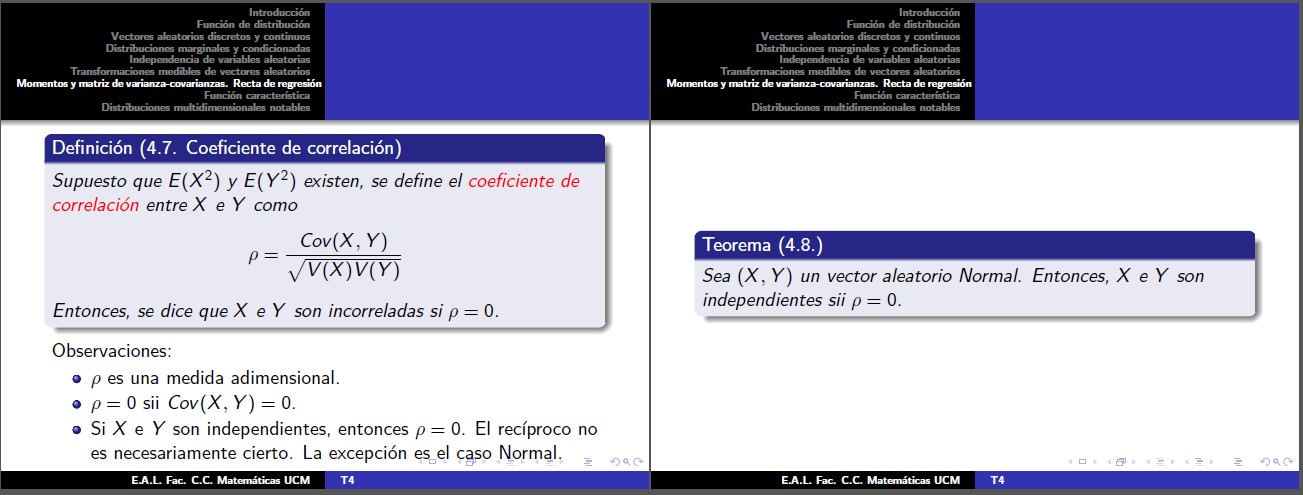 Introducción
Función de distribución
Vectores aleatorios discretos y continuos
Distribuciones marginales y condicionadas
Independencia de variables aleatorias
Transformaciones medibles de vectores aleatorios
Momentos y matriz de varianza-covarianzas. Recta de regresión
Función característica
Distribuciones multidimensionales notables
Definición (4.7. Coeficiente de correlación)
Supuesto que E(X²) y E(Y²) existen, se define el coeficiente de
correlación entre X e Y como
ρ = Cov(X, Y) / √V(X)V(Y)
Entonces, se dice que X e Y son incorreladas si ρ = 0.
Observaciones:
ρ es una medida adimensional.
ρ = 0 sii Cov(X, Y) = 0.
Si X e Y son independientes, entonces ρ = 0. El recíproco no
es necesariamente cierto. La excepción es el caso Normal.
E.A.L. Fac. C.C. Matemáticas UCM T4
Introducción
Función de distribución
Vectores aleatorios discretos y continuos
Distribuciones marginales y condicionadas
Independencia de variables aleatorias
Transformaciones medibles de vectores aleatorios
Momentos y matriz de varianza-covarianzas. Recta de regresión
Función característica
Distribuciones multidimensionales notables
Teorema (4.8.)
Sea (X, Y) un vector aleatorio Normal. Entonces, X e Y son
independientes sii ρ = 0.
E.A.L. Fac. C.C. Matemáticas UCM T4